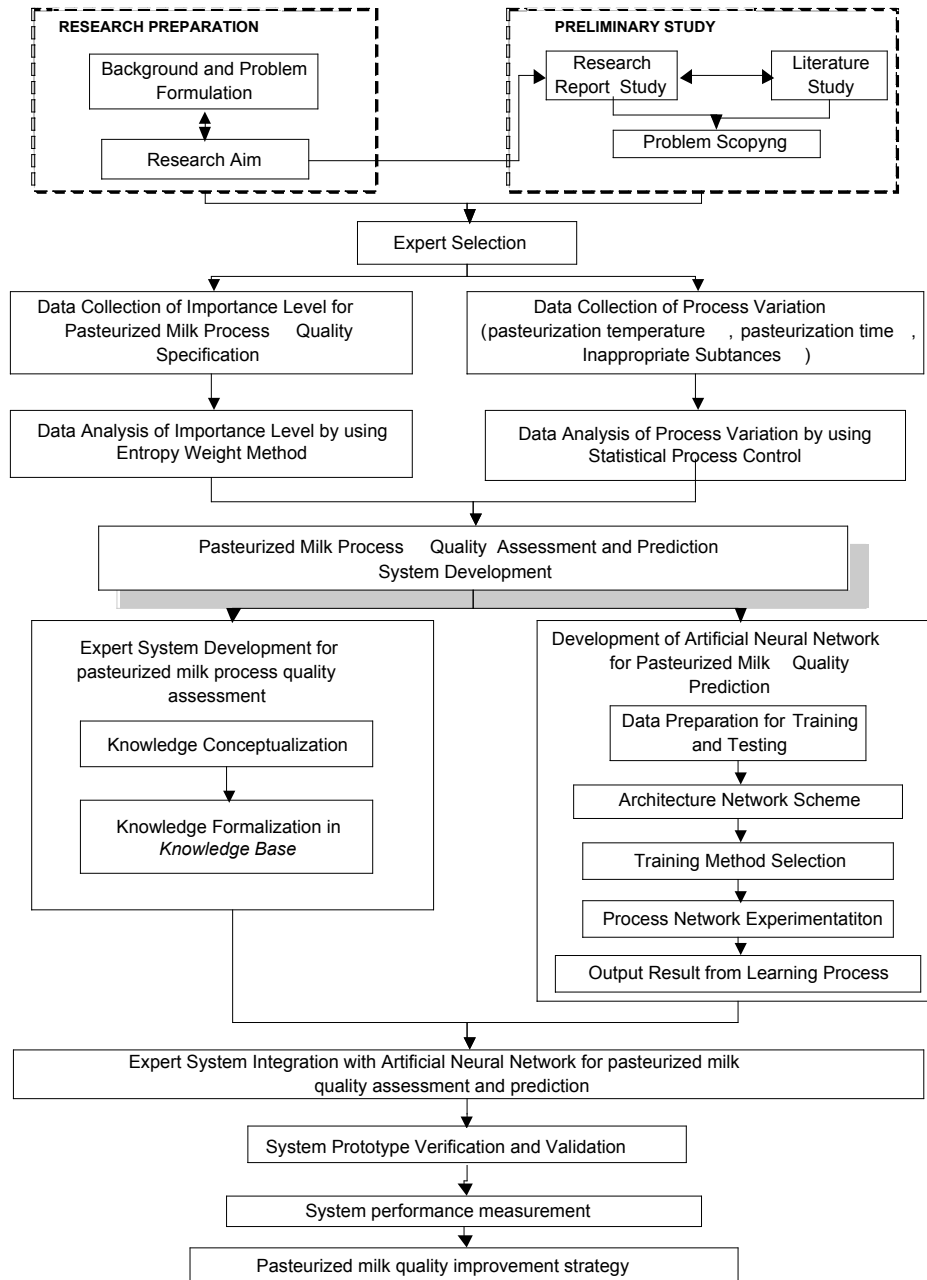 RESEARCH PREPARATION
Background and Problem
Formulation
Research Aim
PRELIMINARY STUDY
Research
Report Study
Literature
Study
Problem Scopyng
Expert Selection
Data Collection of Importance Level for
Pasteurized Milk Process Quality
Specification
Data Collection of Process Variation
(pasteurization temperature , pasteurization time ,
Inappropriate Subtances )
Data Analysis of Importance Level by using
Entropy Weight Method
Data Analysis of Process Variation by using
Statistical Process Control
Pasteurized Milk Process Quality Assessment and Prediction
System Development
Expert System Development for
pasteurized milk process quality
assessment
Knowledge Conceptualization
Knowledge Formalization in
Knowledge Base
Development of Artificial Neural Network
for Pasteurized Milk Quality
Prediction
Data Preparation for Training
and Testing
Architecture Network Scheme
Training Method Selection
Process Network Experimentatiton
Output Result from Learning Process
Expert System Integration with Artificial Neural Network for pasteurized milk
quality assessment and prediction
System Prototype Verification and Validation
System performance measurement
Pasteurized milk quality improvement strategy